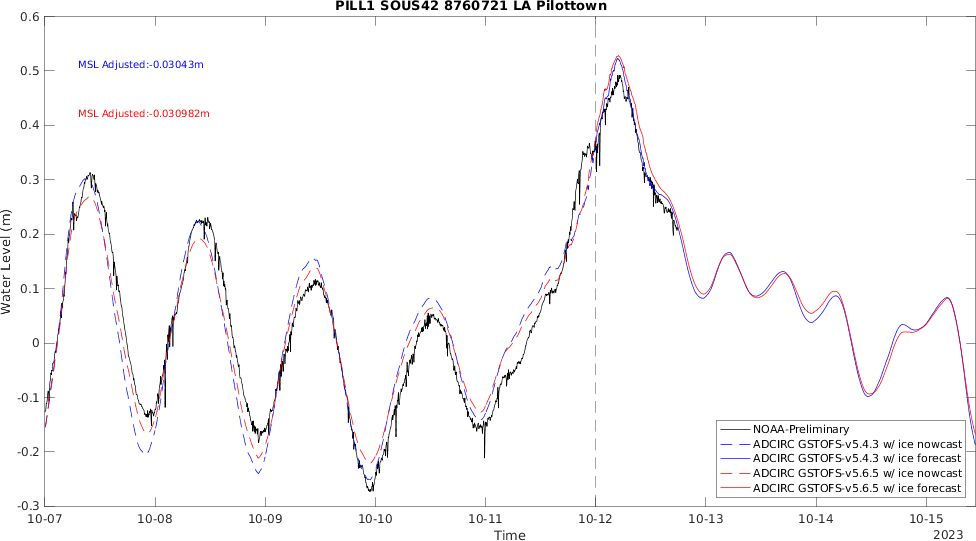 PILL1 SOUS42 8760721 LA Pilottown
0.6
0.5
0.4
0.3
0.2
0.1
0
-0.1
-0.2
-0.3
Water Level (m)
MSL Adjusted:-0.03043m
MSL Adjusted:-0.030982m
NOAA-Preliminary
ADCIRC GSTOFS-v5.4.3 w/ ice nowcast
ADCIRC GSTOFS-v5.4.3 w/ ice forecast
ADCIRC GSTOFS-v5.6.5 w/ ice nowcast
ADCIRC GSTOFS-v5.6.5 w/ ice forecast
10-07 10-08 10-09 10-10 10-11 10-12 10-13 10-14 10-15
Time
2023